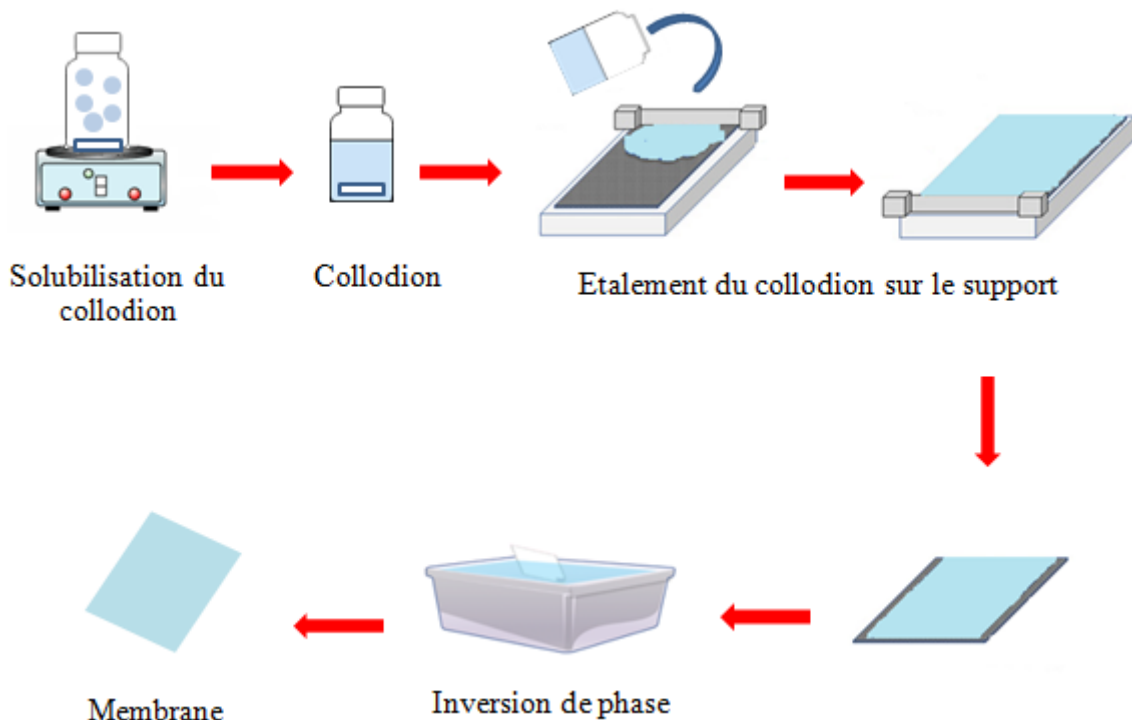 Solubilisation du
collodion
Collodion
Etalement du collodion sur le support
Membrane
Inversion de phase